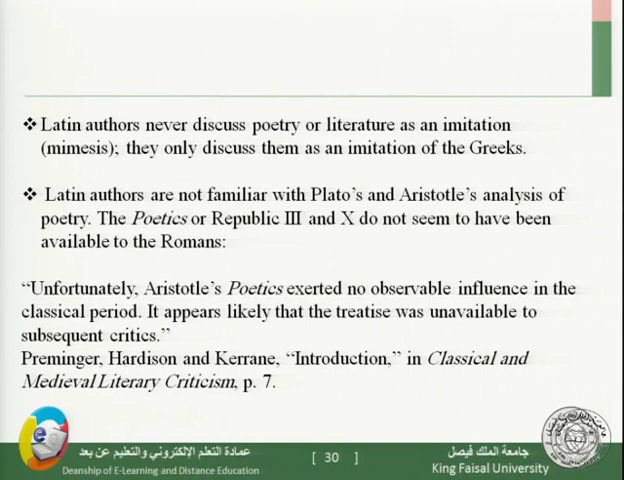 ❖ Latin authors never discuss poetry or literature as an imitation
(mimesis); they only discuss them as an imitation of the Greeks.
❖ Latin authors are not familiar with Plato's and Aristotle's analysis of
poetry. The Poetics or Republic III and X do not seem to have been
available to the Romans:
“Unfortunately, Aristotle's Poetics exerted no observable influence in the
classical period. It appears likely that the treatise was unavailable to
subsequent critics.”
Preminger, Hardison and Kerrane, “Introduction,” in Classical and
Medieval Literary Criticism, p. 7.
عمادة التعلم الإلكتروني والتعليم عن بعد
Deanship of E-Learning and Distance Education
[ 30 ]
جامعة الملك فيصل
King Faisal University